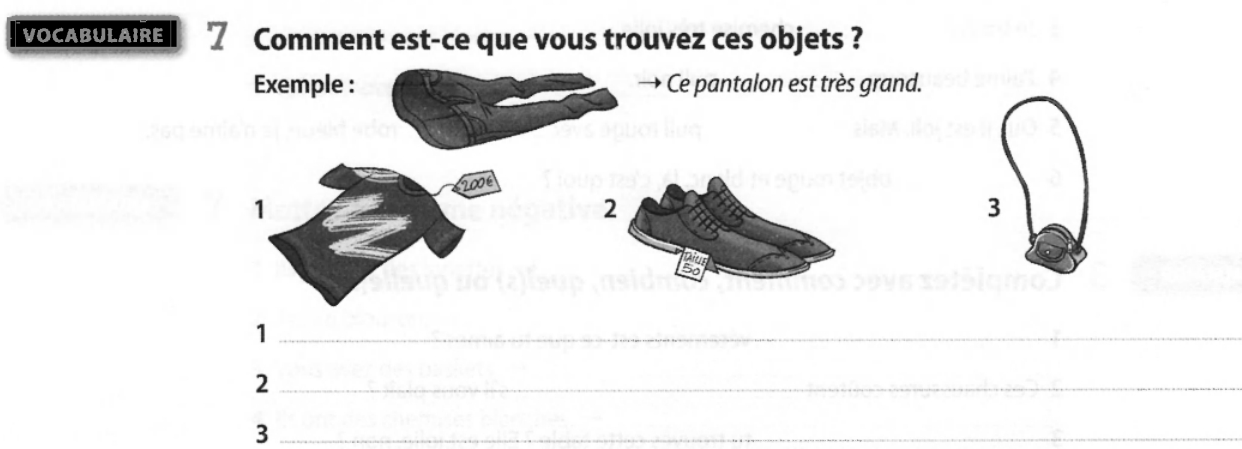 VOCABULAIRE 7 Comment est-ce que vous trouvez ces objets ?
Exemple : → Ce pantalon est très grand.
1 200€ 2 TAILLE 50 3
1
2
3